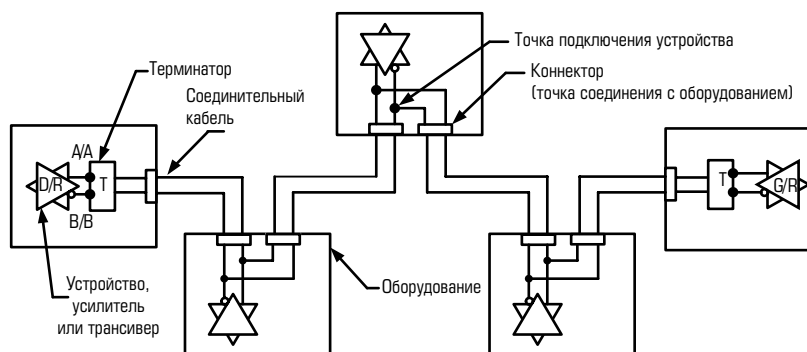 Точка подключения устройства
Терминатор
Коннектор
(точка соединения с оборудованием)
Соединительный
кабель
A/A
D/R
T
B/B
T
G/R
Устройство,
усилитель
или трансивер
Оборудование